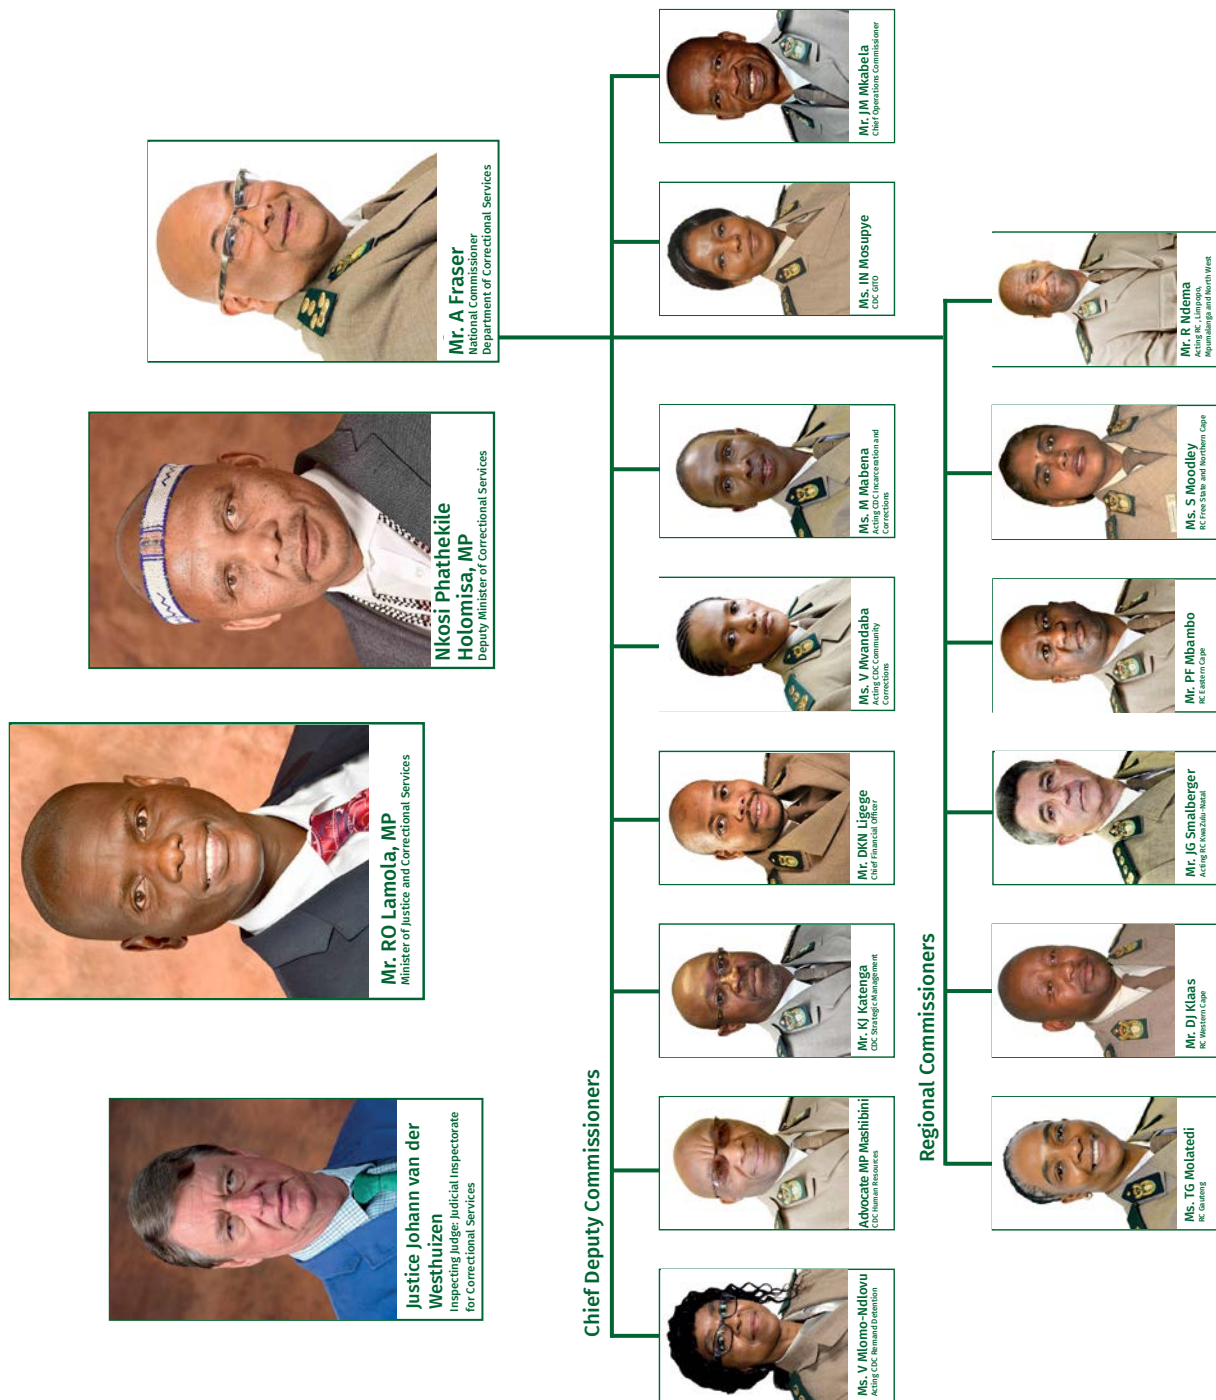 Justice Johann van der
Westhuizen
Inspecting Judge: Judicial Inspectorate
for Correctional Services
Mr. RO Lamola, MP
Minister of Justice and Correctional Services
Nkosi Phathekile
Holomisa, MP
Deputy Minister of Correctional Services
Mr. A Fraser
National Commissioner
Department of Correctional Services
Chief Deputy Commissioners
Ms. V Mlomo-Ndlovu
Acting CDC Remand Detention
Advocate MP Mashibini
CDC Human Resources
Mr. KJ Katenga
CDC Strategic Management
Mr. DKN Ligege
Chief Financial Officer
Ms. V Mvandaba
Acting CDC Community
Corrections
Ms. M Mabena
Acting CDC Incarceration and
Corrections
Ms. IN Mosupye
CDC GITO
Mr. JM Mkabela
Chief Operations Commissioner
Regional Commissioners
Ms. TG Molatedi
RC Gauteng
Mr. DJ Klaas
RC Western Cape
Mr. JG Smalberger
Acting RC KwaZulu-Natal
Mr. PF Mbambo
RC Eastern Cape
Ms. S Moodley
RC Free State and Northern Cape
Mr. R Ndema
Acting RC, Limpopo,
Mpumalanga and North West